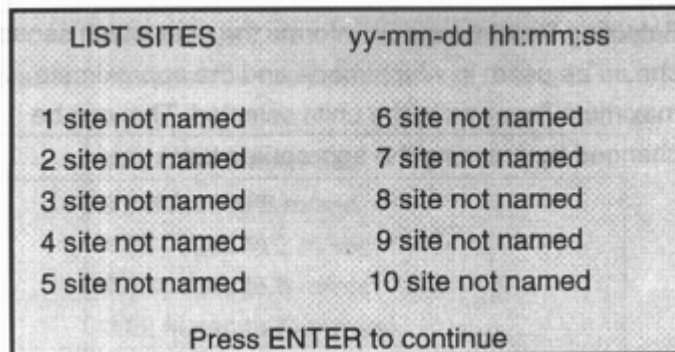 LIST SITES yy-mm-dd hh:mm:ss
1 site not named 6 site not named
2 site not named 7 site not named
3 site not named 8 site not named
4 site not named 9 site not named
5 site not named 10 site not named
Press ENTER to continue